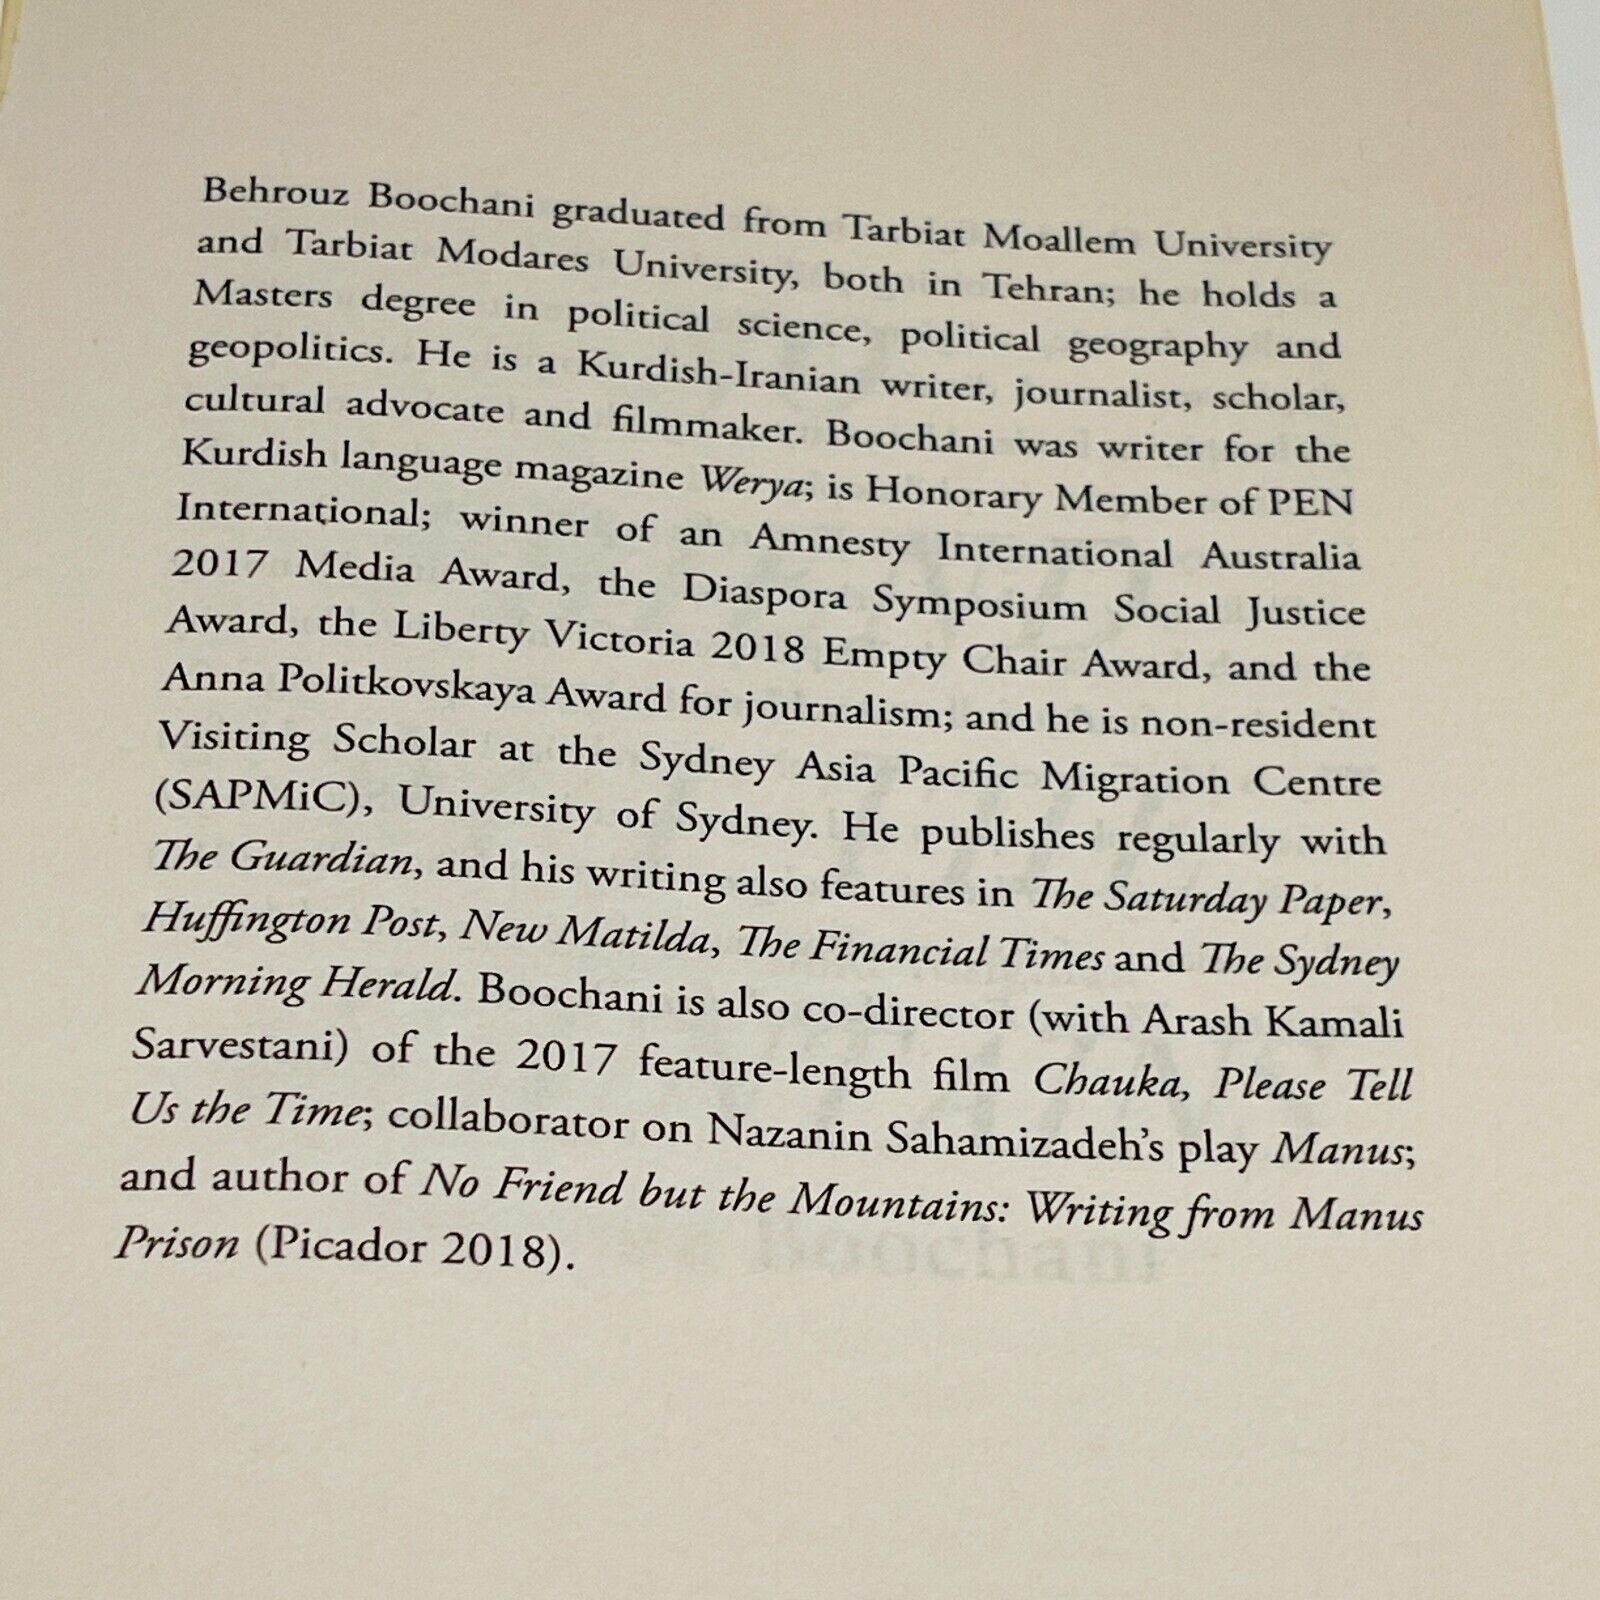 Behrouz Boochani graduated from Tarbiat Moallem University
and Tarbiat Modares University, both in Tehran; he holds a
Masters degree in political science, political geography and
geopolitics. He is a Kurdish-Iranian writer, journalist, scholar,
cultural advocate and filmmaker. Boochani was writer for the
Kurdish language magazine Werya; is Honorary Member of PEN
International; winner of an Amnesty International Australia
2017 Media Award, the Diaspora Symposium Social Justice
Award, the Liberty Victoria 2018 Empty Chair Award, and the
Anna Politkovskaya Award for journalism; and he is non-resident
Visiting Scholar at the Sydney Asia Pacific Migration Centre
(SAPMiC), University of Sydney. He publishes regularly with
The Guardian, and his writing also features in The Saturday Paper,
Huffington Post, New Matilda, The Financial Times and The Sydney
Morning Herald. Boochani is also co-director (with Arash Kamali
Sarvestani) of the 2017 feature-length film Chauka, Please Tell
Us the Time; collaborator on Nazanin Sahamizadeh's play Manus;
and author of No Friend but the Mountains: Writing from Manus
Prison (Picador 2018).